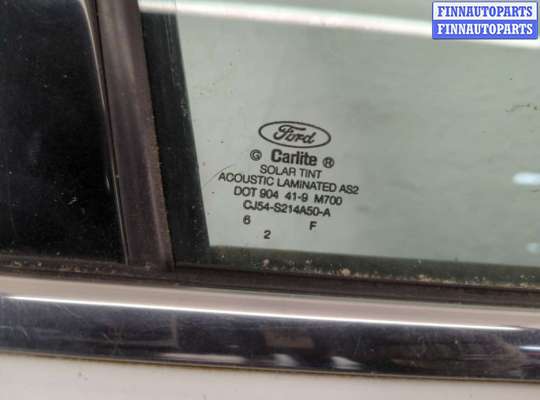 FINNAUTOPARTS
FINNAUTOPARTS
Ford
G Carlite ®
SOLAR TINT
ACOUSTIC LAMINATED AS2
DOT 904 41-9 M700
CJ54-S214A50-A
6 F
2